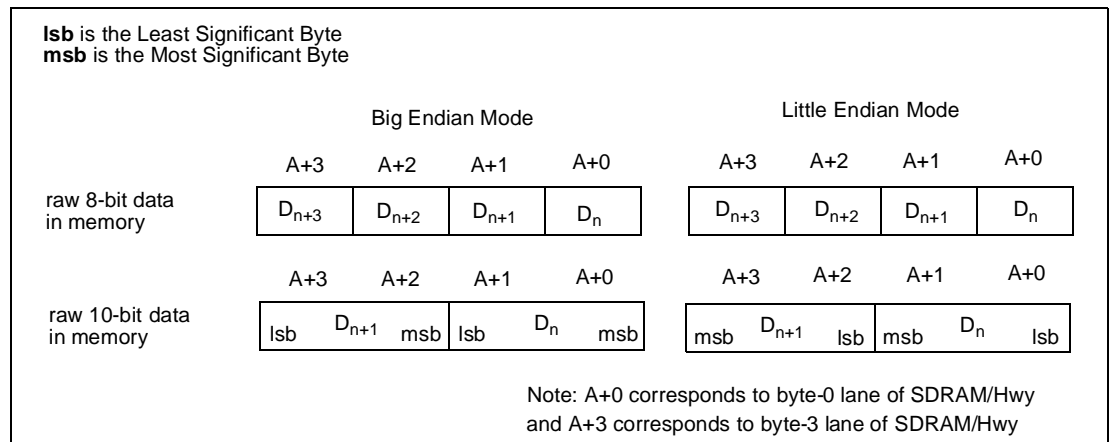 lsb is the Least Significant Byte
msb is the Most Significant Byte
Big Endian Mode Little Endian Mode
A+3 A+2 A+1 A+0 A+3 A+2 A+1 A+0
raw 8-bit data
in memory
Dn+3 Dn+2 Dn+1 Dn Dn+3 Dn+2 Dn+1 Dn
A+3 A+2 A+1 A+0 A+3 A+2 A+1 A+0
raw 10-bit data
in memory
lsb Dn+1 msb lsb Dn msb msb Dn+1 lsb msb Dn lsb
Note: A+0 corresponds to byte-0 lane of SDRAM/Hwy
and A+3 corresponds to byte-3 lane of SDRAM/Hwy